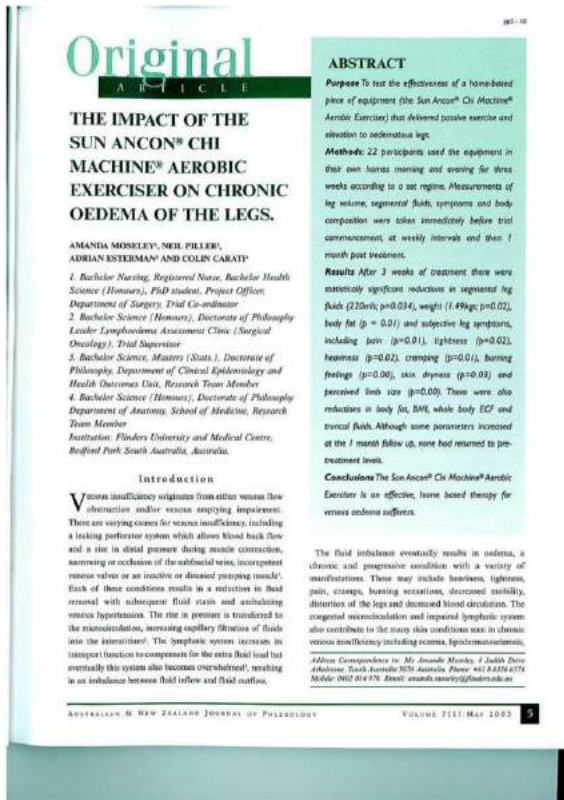 pp5-10
Original
ARTICLE
THE IMPACT OF THE
SUN ANCON® CHI
MACHINE® AEROBIC
EXERCISER ON CHRONIC
OEDEMA OF THE LEGS.
AMANDA MOSELEY¹, NEIL PILLER²,
ADRIAN ESTERMAN³ AND COLIN CARATI⁴
1. Bachelor Nursing, Registered Nurse, Bachelor Health
Science (Honours), PhD student, Project Officer,
Department of Surgery, Trial Co-ordinator
2. Bachelor Science (Honours), Doctorate of Philosophy
Leader Lymphoedema Assessment Clinic (Surgical
Oncology), Trial Supervisor
3. Bachelor Science, Masters (Stats.), Doctorate of
Philosophy, Department of Clinical Epidemiology and
Health Outcomes Unit, Research Team Member
4. Bachelor Science (Honours), Doctorate of Philosophy
Department of Anatomy, School of Medicine, Research
Team Member
Institution: Flinders University and Medical Centre,
Bedford Park South Australia, Australia.
Introduction
Venous insufficiency originates from either venous flow
obstruction and/or venous emptying impairment.
There are varying causes for venous insufficiency, including
a leaking perforator system which allows blood back flow
and a rise in distal pressure during muscle contraction,
narrowing or occlusion of the subfascial veins, incompetent
venous valves or an inactive or diseased pumping muscle¹.
Each of these conditions results in a reduction in fluid
removal with subsequent fluid stasis and ambulating
venous hypertension. The rise in pressure is transferred to
the microcirculation, increasing capillary filtration of fluids
into the interstitium². The lymphatic system increases its
transport function to compensate for the extra fluid load but
eventually this system also becomes overwhelmed³, resulting
in an imbalance between fluid inflow and fluid outflow.
ABSTRACT
Purpose To test the effectiveness of a home-based
piece of equipment (the Sun Ancon® Chi Machine®
Aerobic Exerciser) that delivered passive exercise and
elevation to oedematous legs.
Methods: 22 participants used the equipment in
their own homes morning and evening for three
weeks according to a set regime. Measurements of
leg volume, segmental fluids, symptoms and body
composition were taken immediately before trial
commencement, at weekly intervals and then 1
month post treatment.
Results After 3 weeks of treatment there were
statistically significant reductions in segmental leg
fluids (220mls; p=0.034), weight (1.49kgs; p=0.02),
body fat (p = 0.01) and subjective leg symptoms,
including pain (p=0.01), tightness (p=0.02),
heaviness (p=0.02), cramping (p=0.01), burning
feelings (p=0.00), skin dryness (p=0.03) and
perceived limb size (p=0.00). There were also
reductions in body fat, BMI, whole body ECF and
truncal fluids. Although some parameters increased
at the 1 month follow up, none had returned to pre-
treatment levels.
Conclusions The Sun Ancon® Chi Machine® Aerobic
Exerciser is an effective, home based therapy for
venous oedema sufferers.
The fluid imbalance eventually results in oedema, a
chronic and progressive condition with a variety of
manifestations. These may include heaviness, tightness,
pain, cramps, burning sensations, decreased mobility,
distortion of the legs and decreased blood circulation. The
congested microcirculation and impaired lymphatic system
also contribute to the many skin conditions seen in chronic
venous insufficiency including eczema, lipodermatosclerosis,
Address Correspondence to: Ms Amanda Moseley, Judith Drive
South Australia 5076 Australia. Phone:
Mobile: Email: amanda.moseley@flinders.edu.au
AUSTRALIAN & NEW ZEALAND JOURNAL OF PHLEBOLOGY
VOLUME 7(1): MAY 2003 5